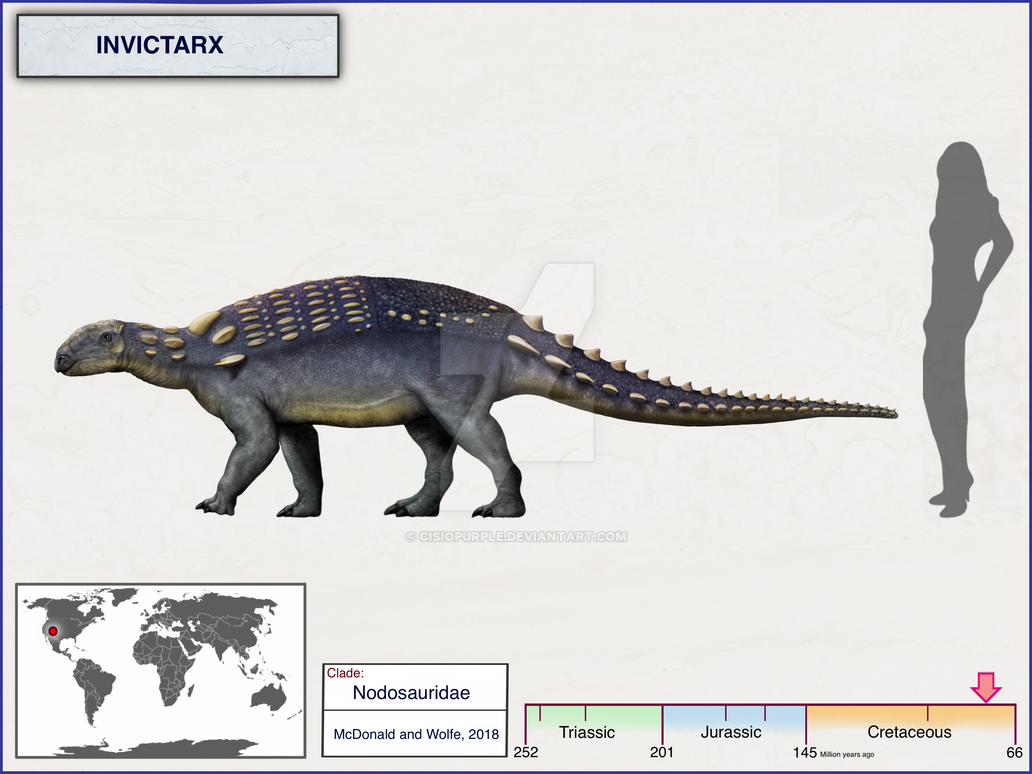 INVICTARX
© CISIOPURPLE.DEVIANTART.COM
Clade:
Nodosauridae
McDonald and Wolfe, 2018
Triassic Jurassic Cretaceous
252 201 145 Million years ago 66